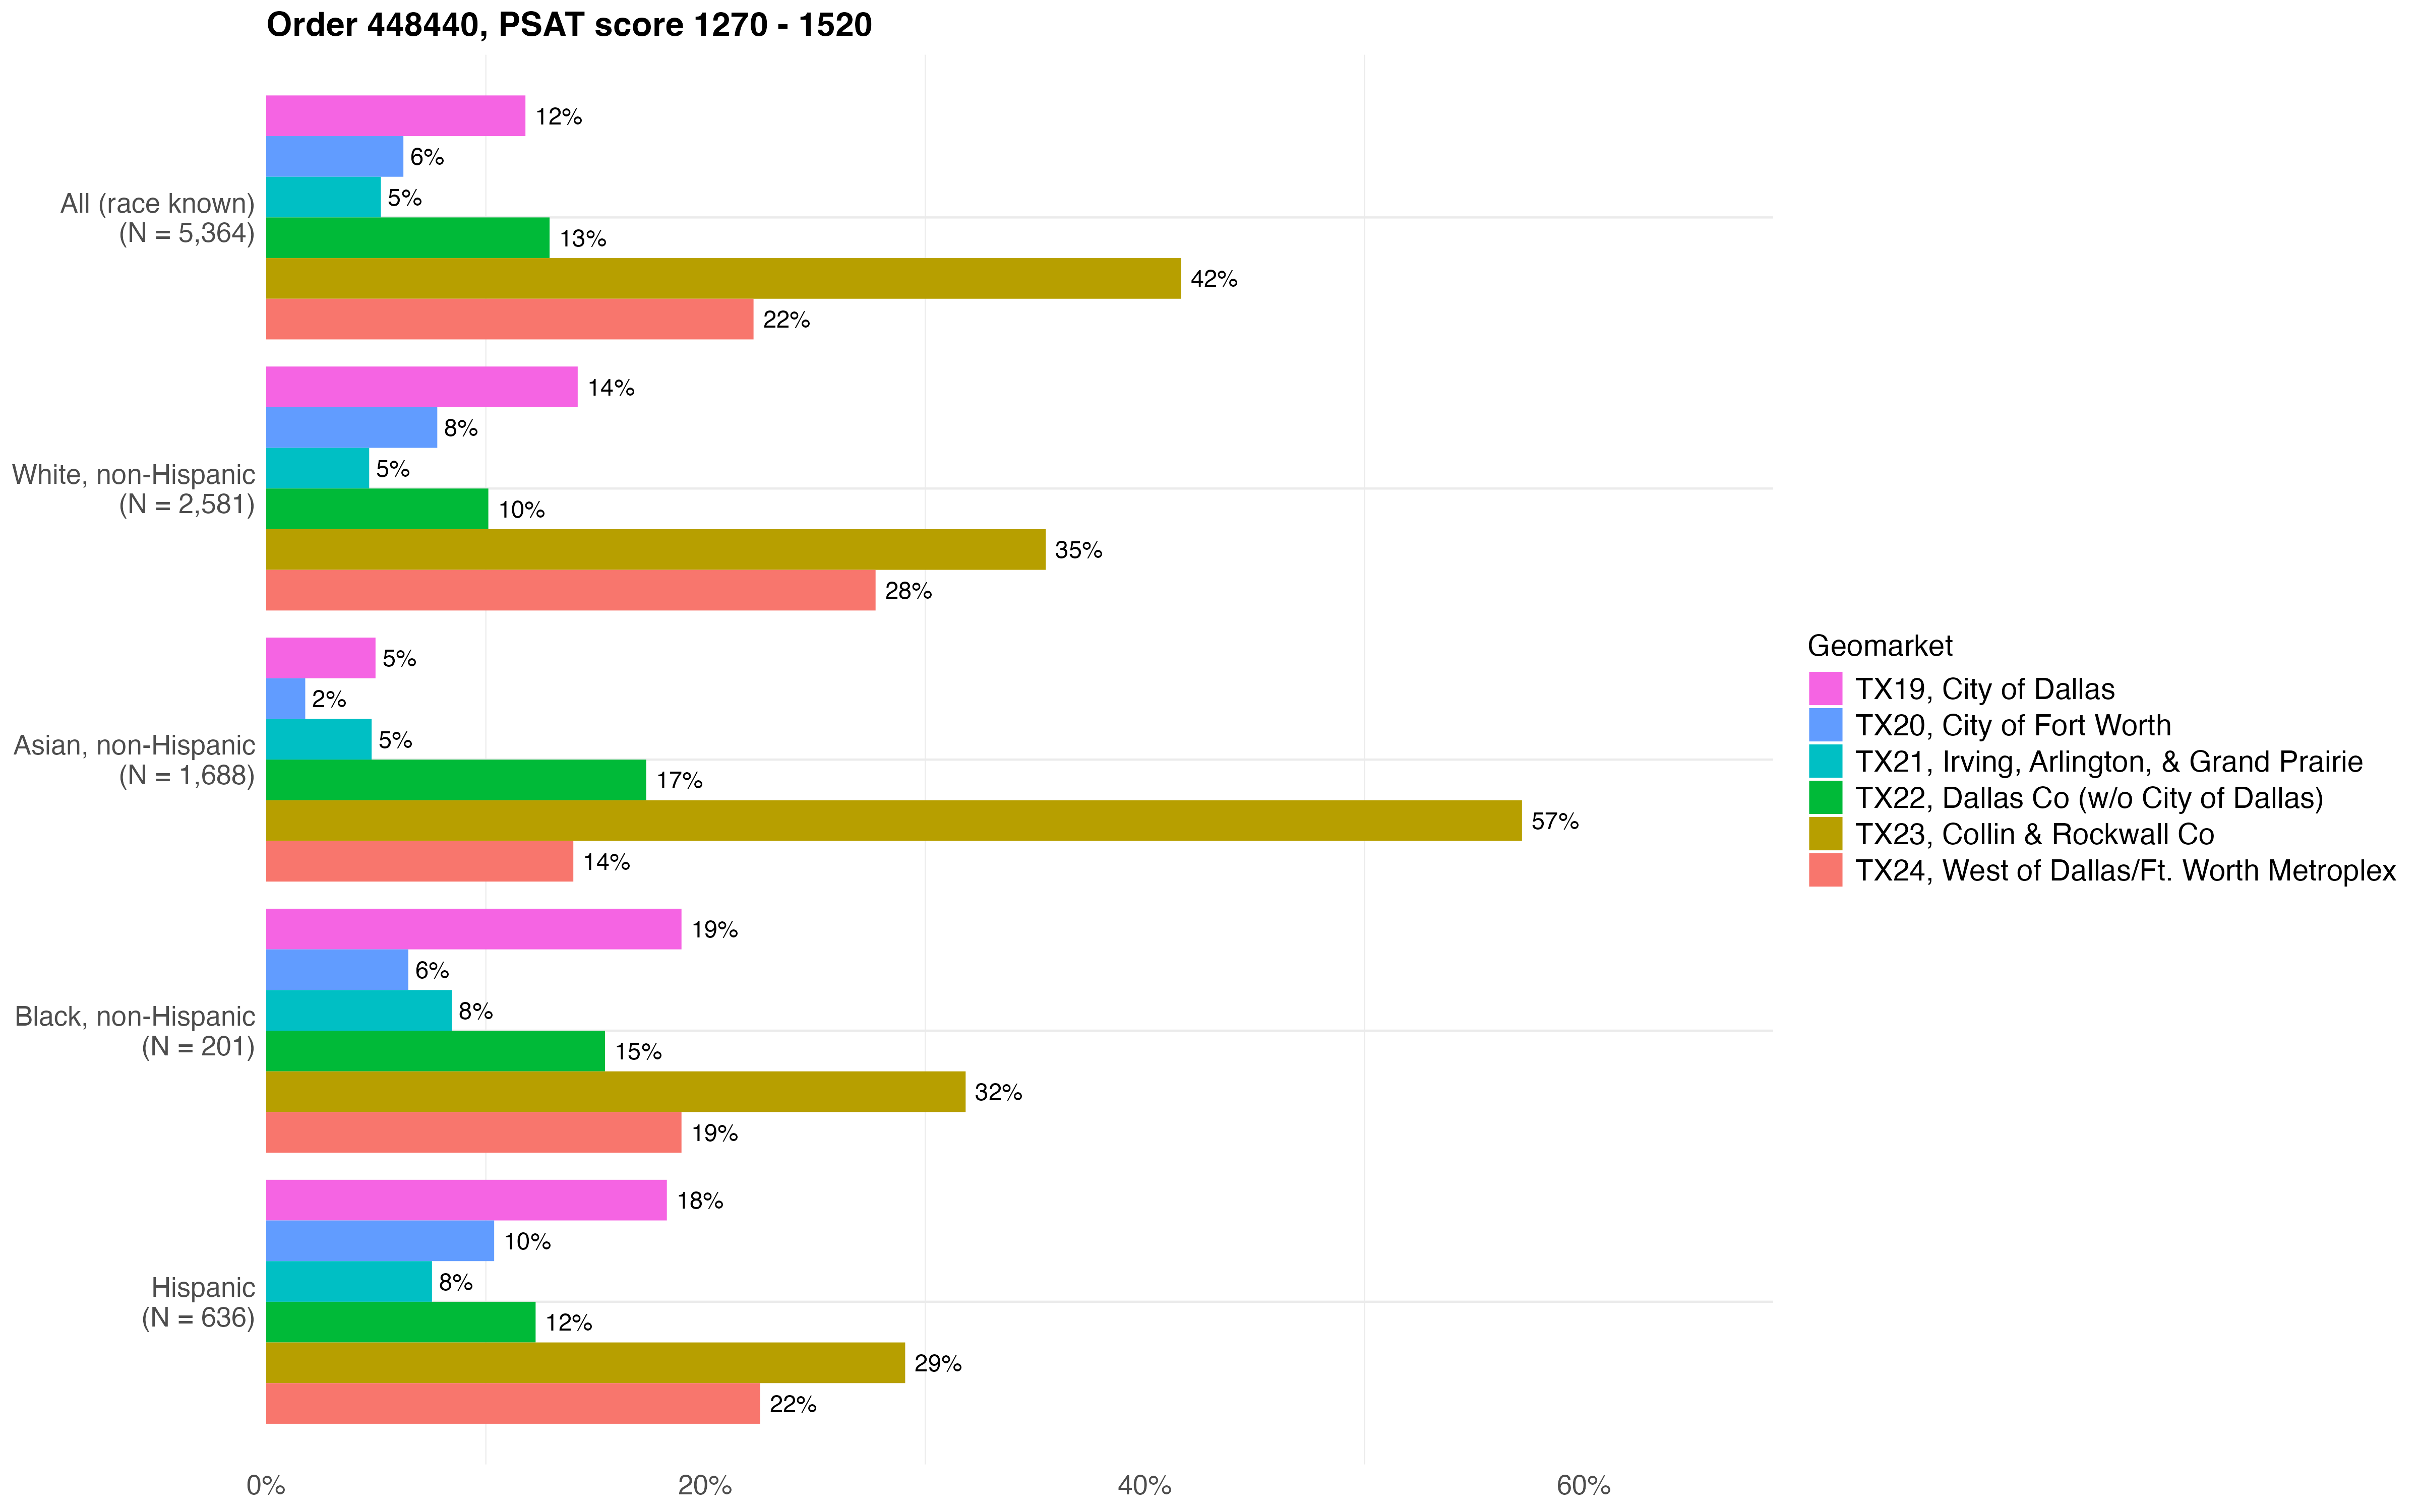 Order 448440, PSAT score 1270 - 1520
All (race known)
(N = 5,364)
12%
6%
5%
13%
42%
22%
White, non-Hispanic
(N = 2,581)
14%
8%
5%
10%
35%
28%
Asian, non-Hispanic
(N = 1,688)
5%
2%
5%
17%
57%
14%
Black, non-Hispanic
(N = 201)
19%
6%
8%
15%
32%
19%
Hispanic
(N = 636)
18%
10%
8%
12%
29%
22%
0%
20%
40%
60%
Geomarket
TX19, City of Dallas
TX20, City of Fort Worth
TX21, Irving, Arlington, & Grand Prairie
TX22, Dallas Co (w/o City of Dallas)
TX23, Collin & Rockwall Co
TX24, West of Dallas/Ft. Worth Metroplex